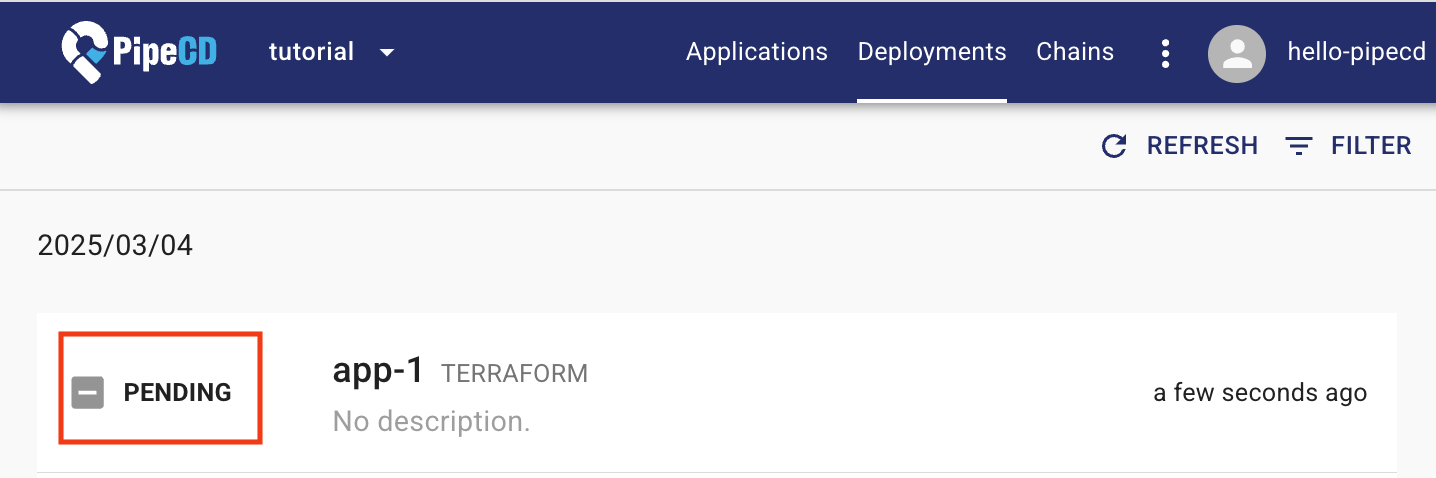 PipeCD tutorial Applications Deployments Chains hello-pipecd
REFRESH FILTER
2025/03/04
PENDING
app-1 TERRAFORM
No description.
a few seconds ago